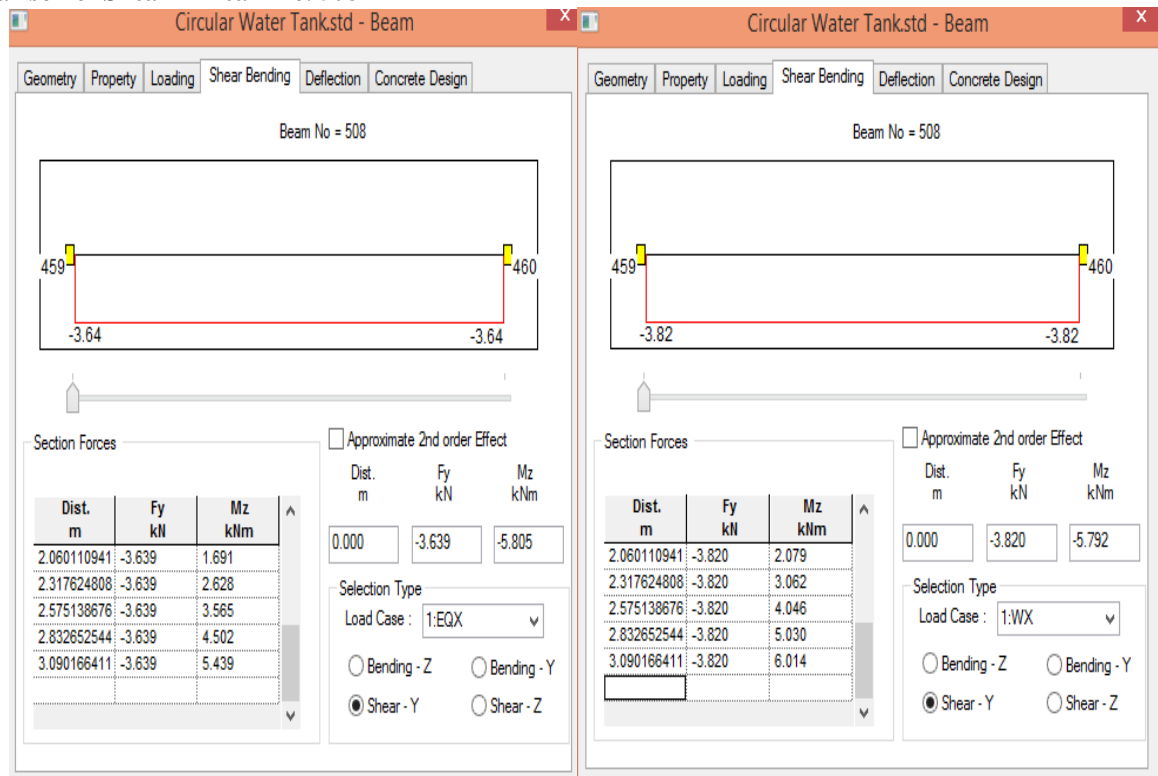 Circular Water Tank.std - Beam
x
Geometry Property Loading Shear Bending Deflection Concrete Design
Beam No = 508
459
460
-3.64
-3.64
Section Forces
Approximate 2nd order Effect
Dist. Fy Mz
m kN kNm
0.000 -3.639 -5.805
Dist. Fy Mz
m kN kNm
2.060110941 -3.639 1.691
2.317624808 -3.639 2.628
2.575138676 -3.639 3.565
2.832652544 -3.639 4.502
3.090166411 -3.639 5.439
Selection Type
Load Case : 1:EQX
Bending - Z Bending - Y
Shear - Y Shear - Z
Circular Water Tank.std - Beam
x
Geometry Property Loading Shear Bending Deflection Concrete Design
Beam No = 508
459
460
-3.82
-3.82
Section Forces
Approximate 2nd order Effect
Dist. Fy Mz
m kN kNm
0.000 -3.820 -5.792
Dist. Fy Mz
m kN kNm
2.060110941 -3.820 2.079
2.317624808 -3.820 3.062
2.575138676 -3.820 4.046
2.832652544 -3.820 5.030
3.090166411 -3.820 6.014
Selection Type
Load Case : 1:WX
Bending - Z Bending - Y
Shear - Y Shear - Z